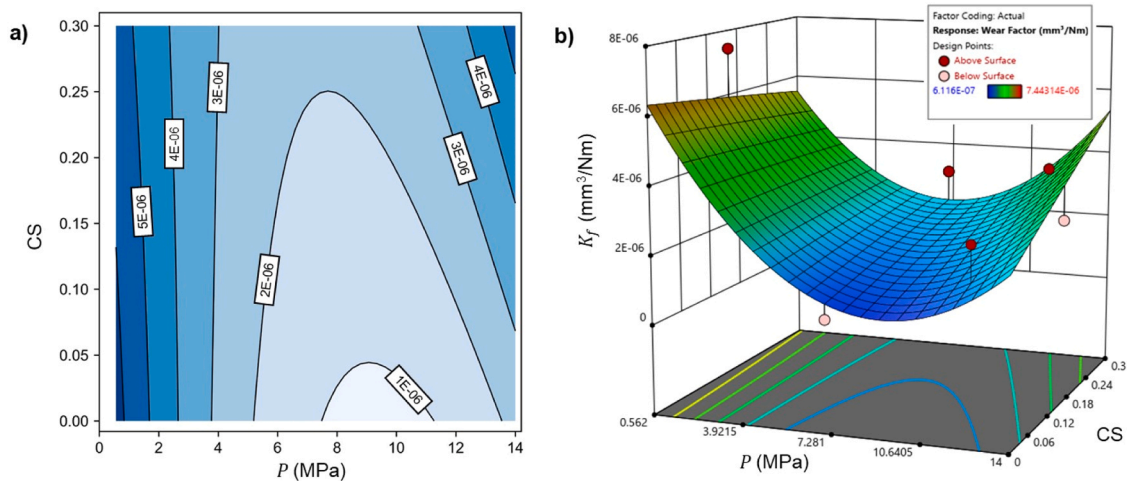 a)
0.30
0.25
0.20
0.15
0.10
0.05
0.00
CS
0
2
4
6
8
10
12
14
P (MPa)
5E-06
4E-06
3E-06
2E-06
1E-06
3E-06
4E-06
b)
Factor Coding: Actual
Response: Wear Factor (mm³/Nm)
Design Points:
Above Surface
Below Surface
6.116E-07 7.44314E-06
8E-06
6E-06
4E-06
2E-06
0
K_f (mm³/Nm)
0.562
3.9215
7.281
10.6405
14
P (MPa)
0
0.06
0.12
0.18
0.24
0.3
CS